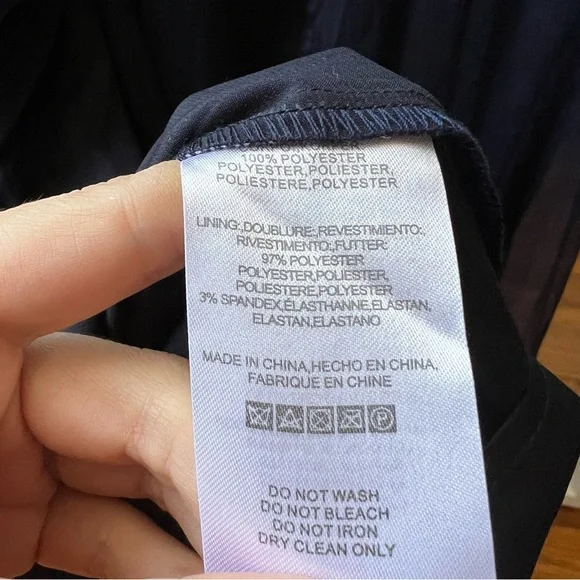 100% POLYESTER
POLYESTER,POLIESTER,
POLIESTERE,POLYESTER
LINING:,DOUBLURE:,REVESTIMIENTO:,
RIVESTIMENTO:,FUTTER:
97% POLYESTER
POLYESTER,POLIESTER,
POLIESTERE,POLYESTER
3% SPANDEX,ÉLASTHANNE,ELASTAN,
ELASTAN,ELASTANO
MADE IN CHINA,HECHO EN CHINA,
FABRIQUE EN CHINE
P
DO NOT WASH
DO NOT BLEACH
DO NOT IRON
DRY CLEAN ONLY